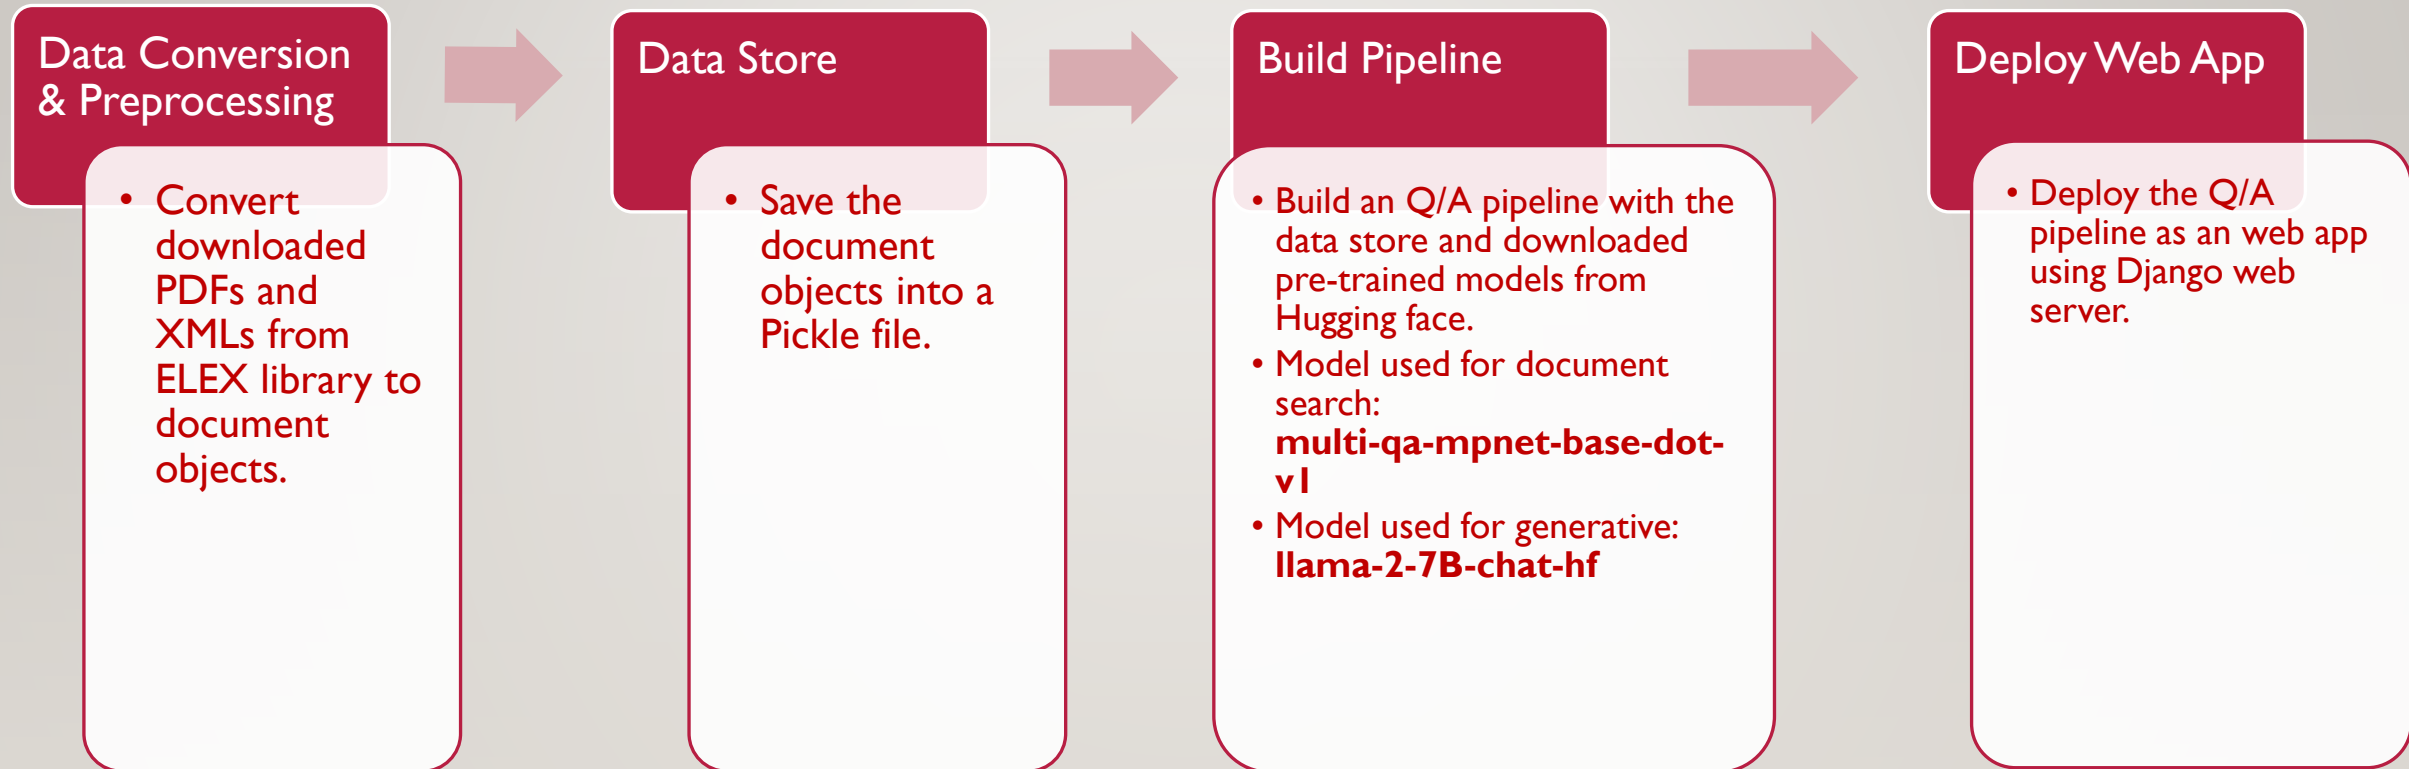 Data Conversion
& Preprocessing
• Convert
downloaded
PDFs and
XMLs from
ELEX library to
document
objects.
Data Store
• Save the
document
objects into a
Pickle file.
Build Pipeline
• Build an Q/A pipeline with the
data store and downloaded
pre-trained models from
Hugging face.
• Model used for document
search:
multi-qa-mpnet-base-dot-
v1
• Model used for generative:
llama-2-7B-chat-hf
Deploy Web App
• Deploy the Q/A
pipeline as an web app
using Django web
server.